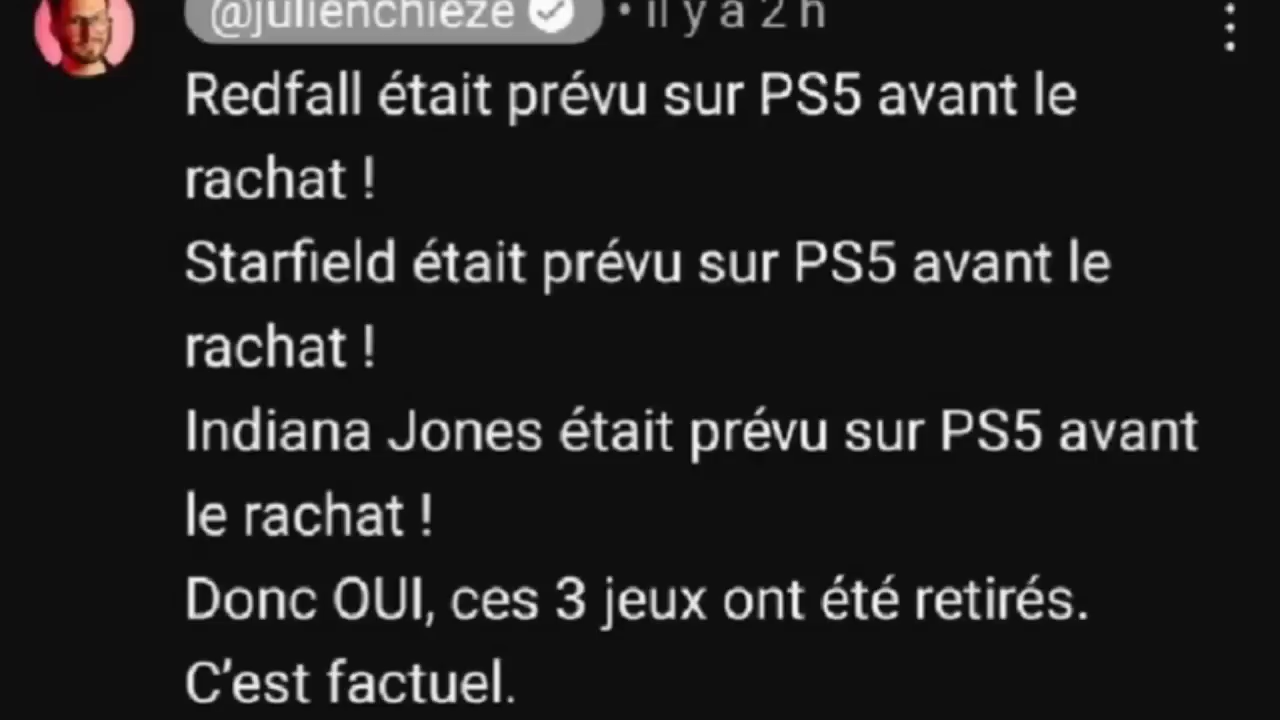 @julienchieze • il y a 2 h
Redfall était prévu sur PS5 avant le
rachat !
Starfield était prévu sur PS5 avant le
rachat !
Indiana Jones était prévu sur PS5 avant
le rachat !
Donc OUI, ces 3 jeux ont été retirés.
C'est factuel.